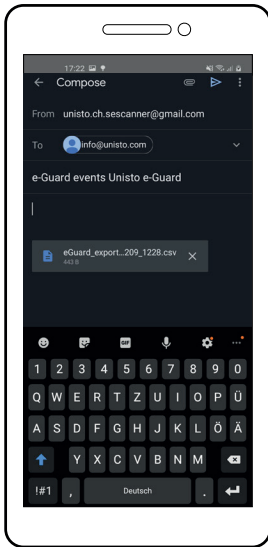 17:22
Compose
From unisto.ch.sescanner@gmail.com
To info@unisto.com
e-Guard events Unisto e-Guard
eGuard_export...209_1228.csv
443 B
GIF
1 2 3 4 5 6 7 8 9 0
Q W E R T Z U I O P Ü
A S D F G H J K L Ö Ä
Y X C V B N M
!#1 , Deutsch .